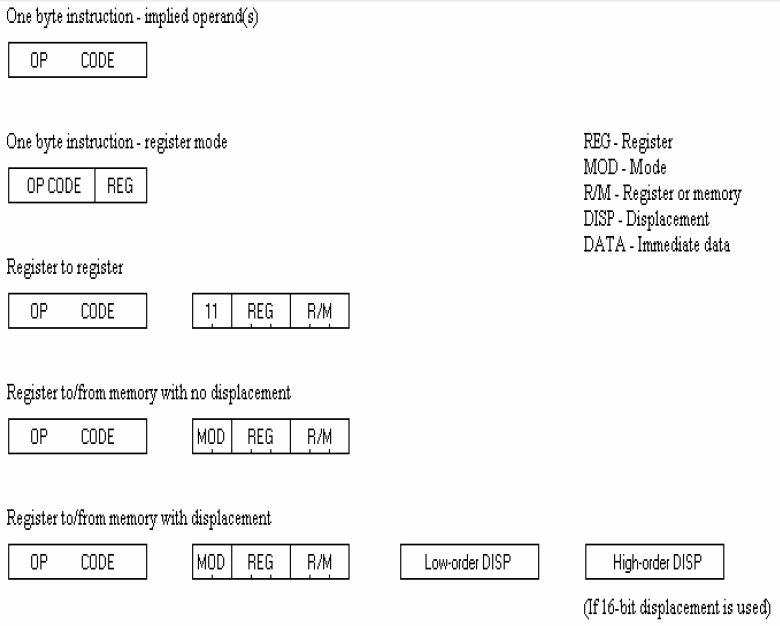 One byte instruction - implied operand(s)
OP CODE
One byte instruction - register mode
OP CODE REG
REG - Register
MOD - Mode
R/M - Register or memory
DISP - Displacement
DATA - Immediate data
Register to register
OP CODE 11 REG R/M
Register to/from memory with no displacement
OP CODE MOD REG R/M
Register to/from memory with displacement
OP CODE MOD REG R/M Low-order DISP High-order DISP
(If 16-bit displacement is used)